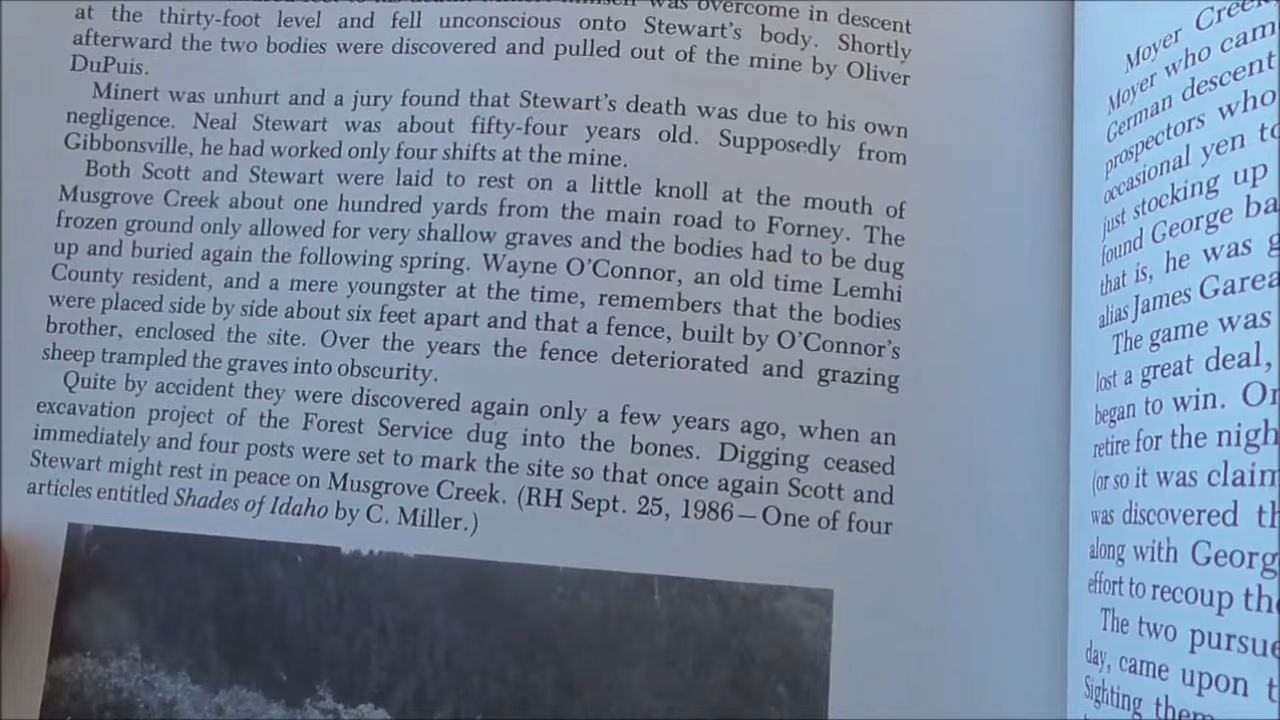 was overcome in descent
at the thirty-foot level and fell unconscious onto Stewart's body. Shortly
afterward the two bodies were discovered and pulled out of the mine by Oliver
DuPuis.
Minert was unhurt and a jury found that Stewart's death was due to his own
negligence. Neal Stewart was about fifty-four years old. Supposedly from
Gibbonsville, he had worked only four shifts at the mine.
Both Scott and Stewart were laid to rest on a little knoll at the mouth of
Musgrove Creek about one hundred yards from the main road to Forney. The
frozen ground only allowed for very shallow graves and the bodies had to be dug
up and buried again the following spring. Wayne O'Connor, an old time Lemhi
County resident, and a mere youngster at the time, remembers that the bodies
were placed side by side about six feet apart and that a fence, built by O'Connor's
brother, enclosed the site. Over the years the fence deteriorated and grazing
sheep trampled the graves into obscurity.
Quite by accident they were discovered again only a few years ago, when an
excavation project of the Forest Service dug into the bones. Digging ceased
immediately and four posts were set to mark the site so that once again Scott and
Stewart might rest in peace on Musgrove Creek. (RH Sept. 25, 1986—One of four
articles entitled Shades of Idaho by C. Miller.)
Moyer Creek
Moyer who cam
German descent
prospectors who
occasional yen to
just stocking up
found George ba
that is, he was
alias James Garea
The game was
lost a great deal,
began to win. Or
retire for the nigh
(or so it was claim
was discovered th
along with Georg
effort to recoup the
The two pursue
day, came upon t
Sighting them